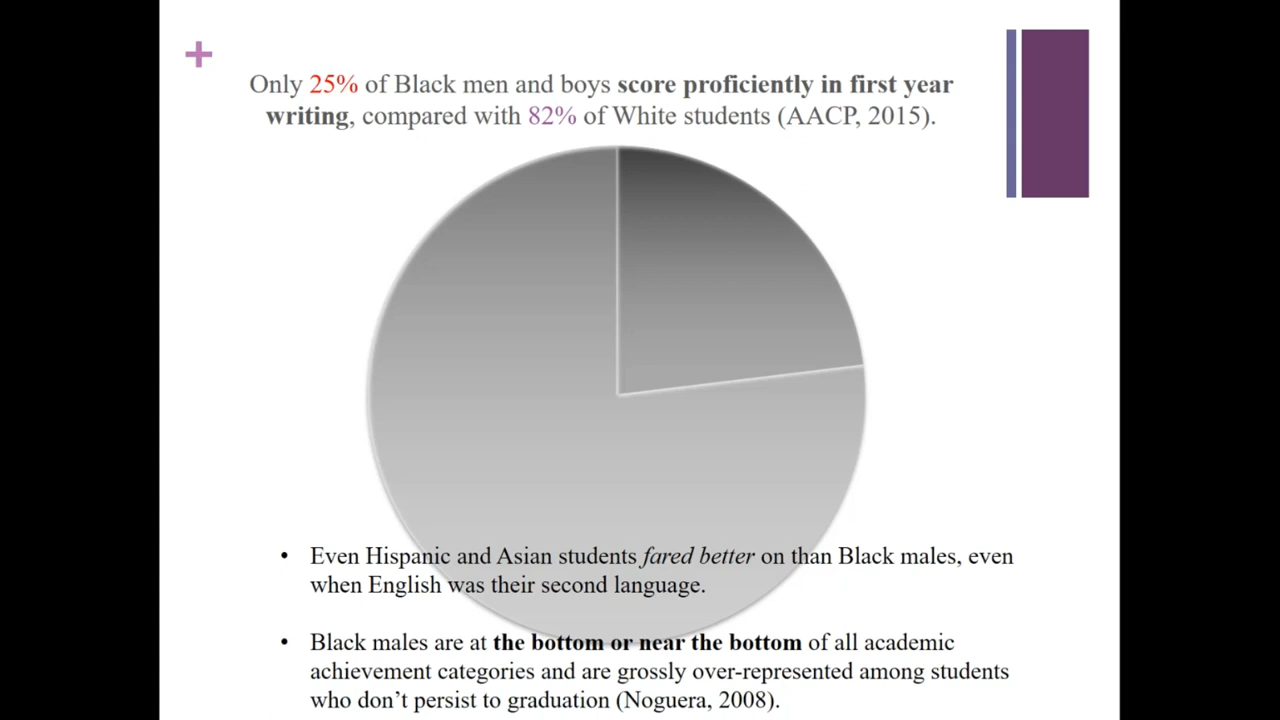 Only 25% of Black men and boys score proficiently in first year
writing, compared with 82% of White students (AACP, 2015).
• Even Hispanic and Asian students fared better on than Black males, even
when English was their second language.
• Black males are at the bottom or near the bottom of all academic
achievement categories and are grossly over-represented among students
who don’t persist to graduation (Noguera, 2008).